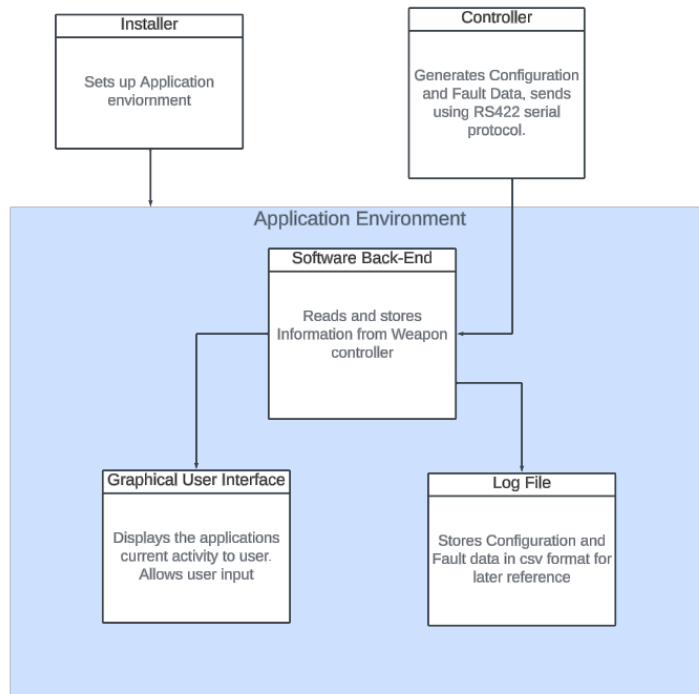 Installer
Sets up Application
enviornment
Controller
Generates Configuration
and Fault Data, sends
using RS422 serial
protocol.
Application Environment
Software Back-End
Reads and stores
Information from Weapon
controller
Graphical User Interface
Displays the applications
current activity to user.
Allows user input
Log File
Stores Configuration and
Fault data in csv format for
later reference